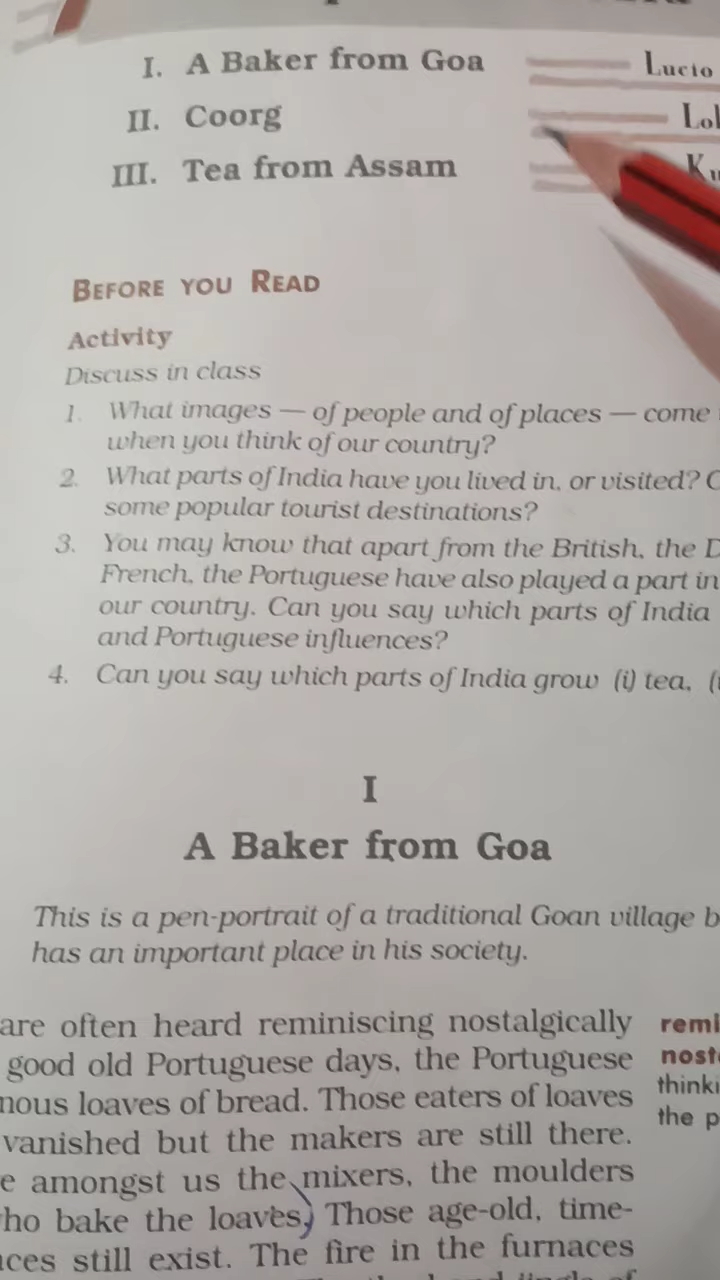 I. A Baker from Goa Lucio
II. Coorg
III. Tea from Assam
BEFORE YOU READ
Activity
Discuss in class
1. What images — of people and of places — come
when you think of our country?
2. What parts of India have you lived in, or visited?
some popular tourist destinations?
3. You may know that apart from the British, the
French, the Portuguese have also played a part in
our country. Can you say which parts of India
and Portuguese influences?
4. Can you say which parts of India grow (i) tea,
I
A Baker from Goa
This is a pen-portrait of a traditional Goan village
has an important place in his society.
are often heard reminiscing nostalgically
good old Portuguese days, the Portuguese
loaves of bread. Those eaters of loaves
the p
vanished but the makers are still there.
amongst us the mixers, the moulders
bake the loaves. Those age-old, time-
still exist. The fire in the furnaces